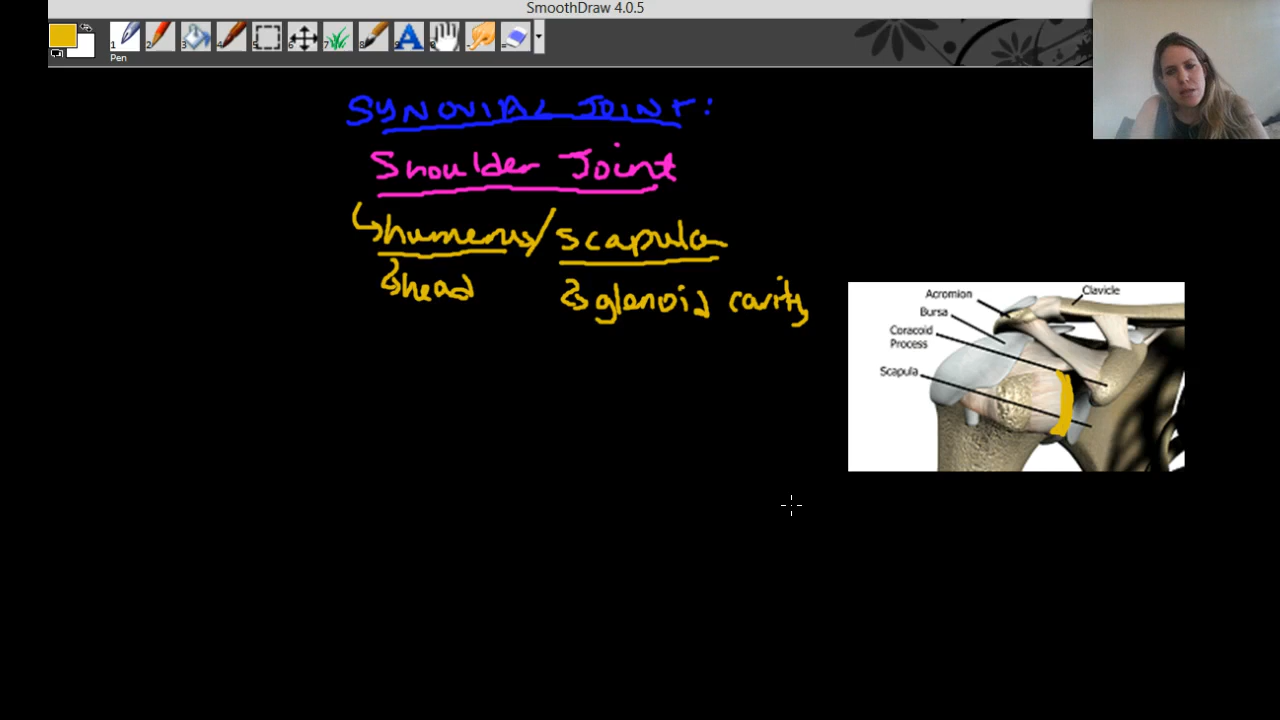 SmoothDraw 4.0.5
Pen
SYNOVIAL JOINT:
Shoulder Joint
humerus/scapula
head glenoid cavity
Acromion
Clavicle
Bursa
Coracoid
Process
Scapula